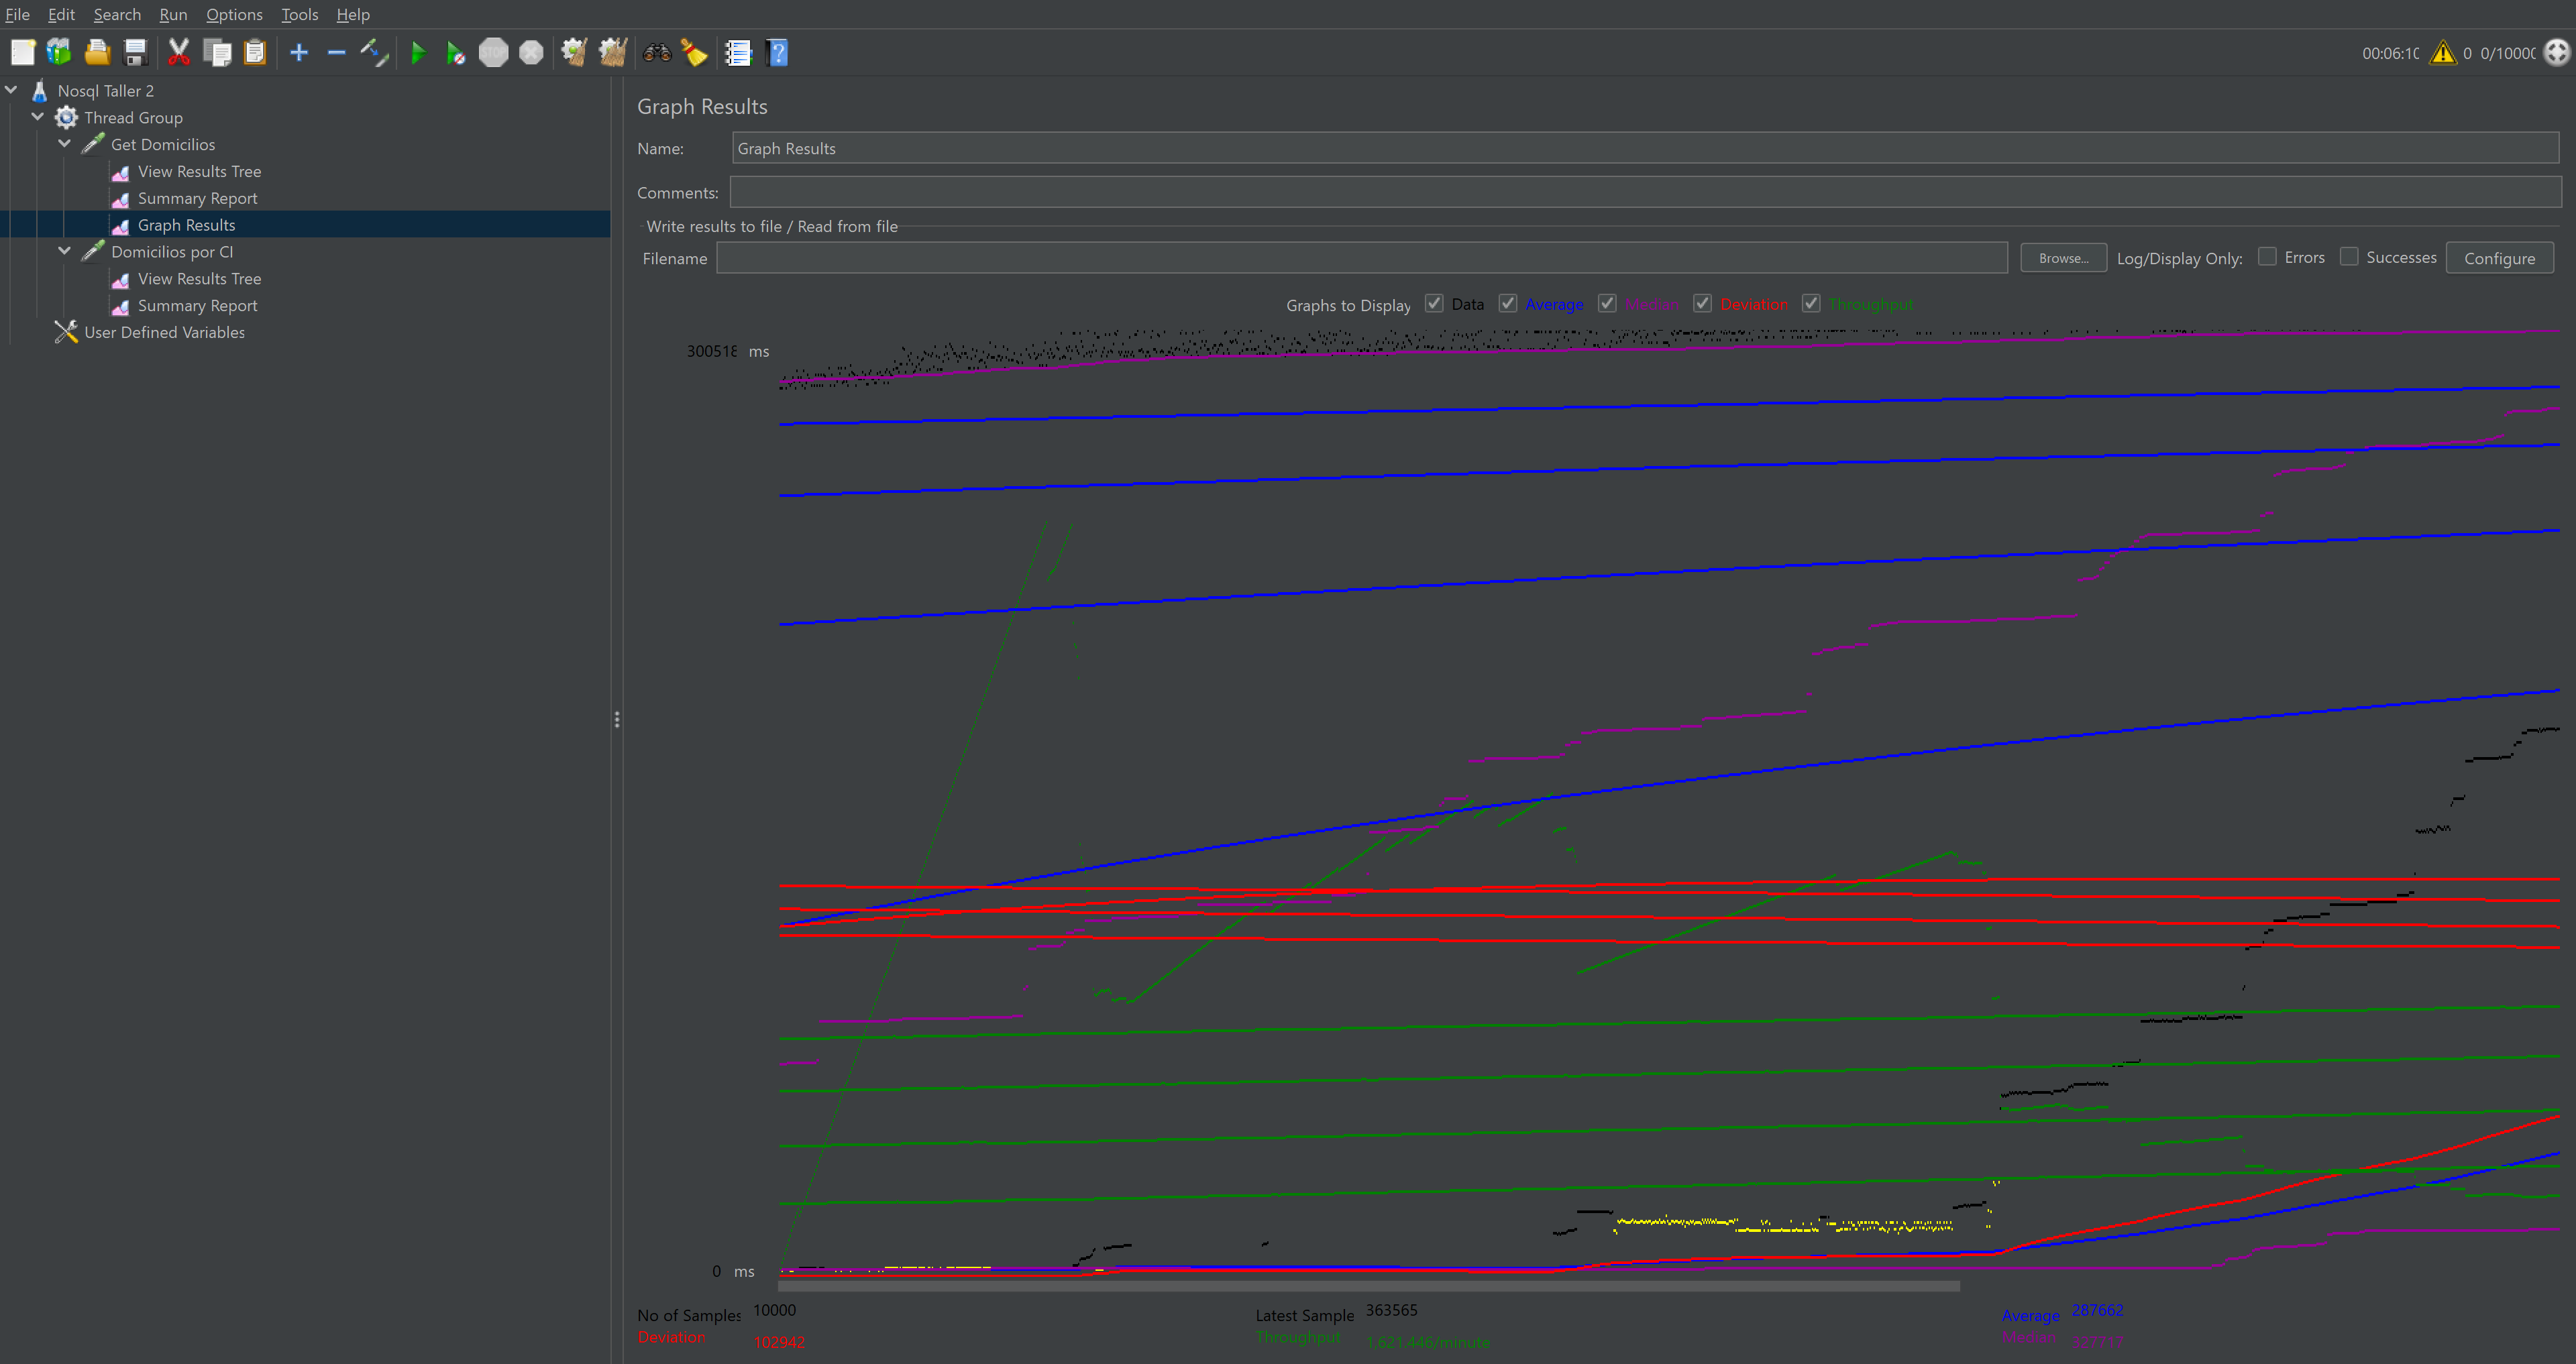 File Edit Search Run Options Tools Help
00:06:10 0 0/1000
Nosql Taller 2
Thread Group
Get Domicilios
View Results Tree
Summary Report
Graph Results
Domicilios por CI
View Results Tree
Summary Report
User Defined Variables
Graph Results
Name: Graph Results
Comments:
Write results to file / Read from file
Filename Browse... Log/Display Only: Errors Successes Configure
Graphs to Display Data Average Median Deviation Throughput
300518 ms
0 ms
No of Samples 10000 Latest Sample 363565 Average 287662
Deviation 102942 Throughput 1,621.446/minute Median